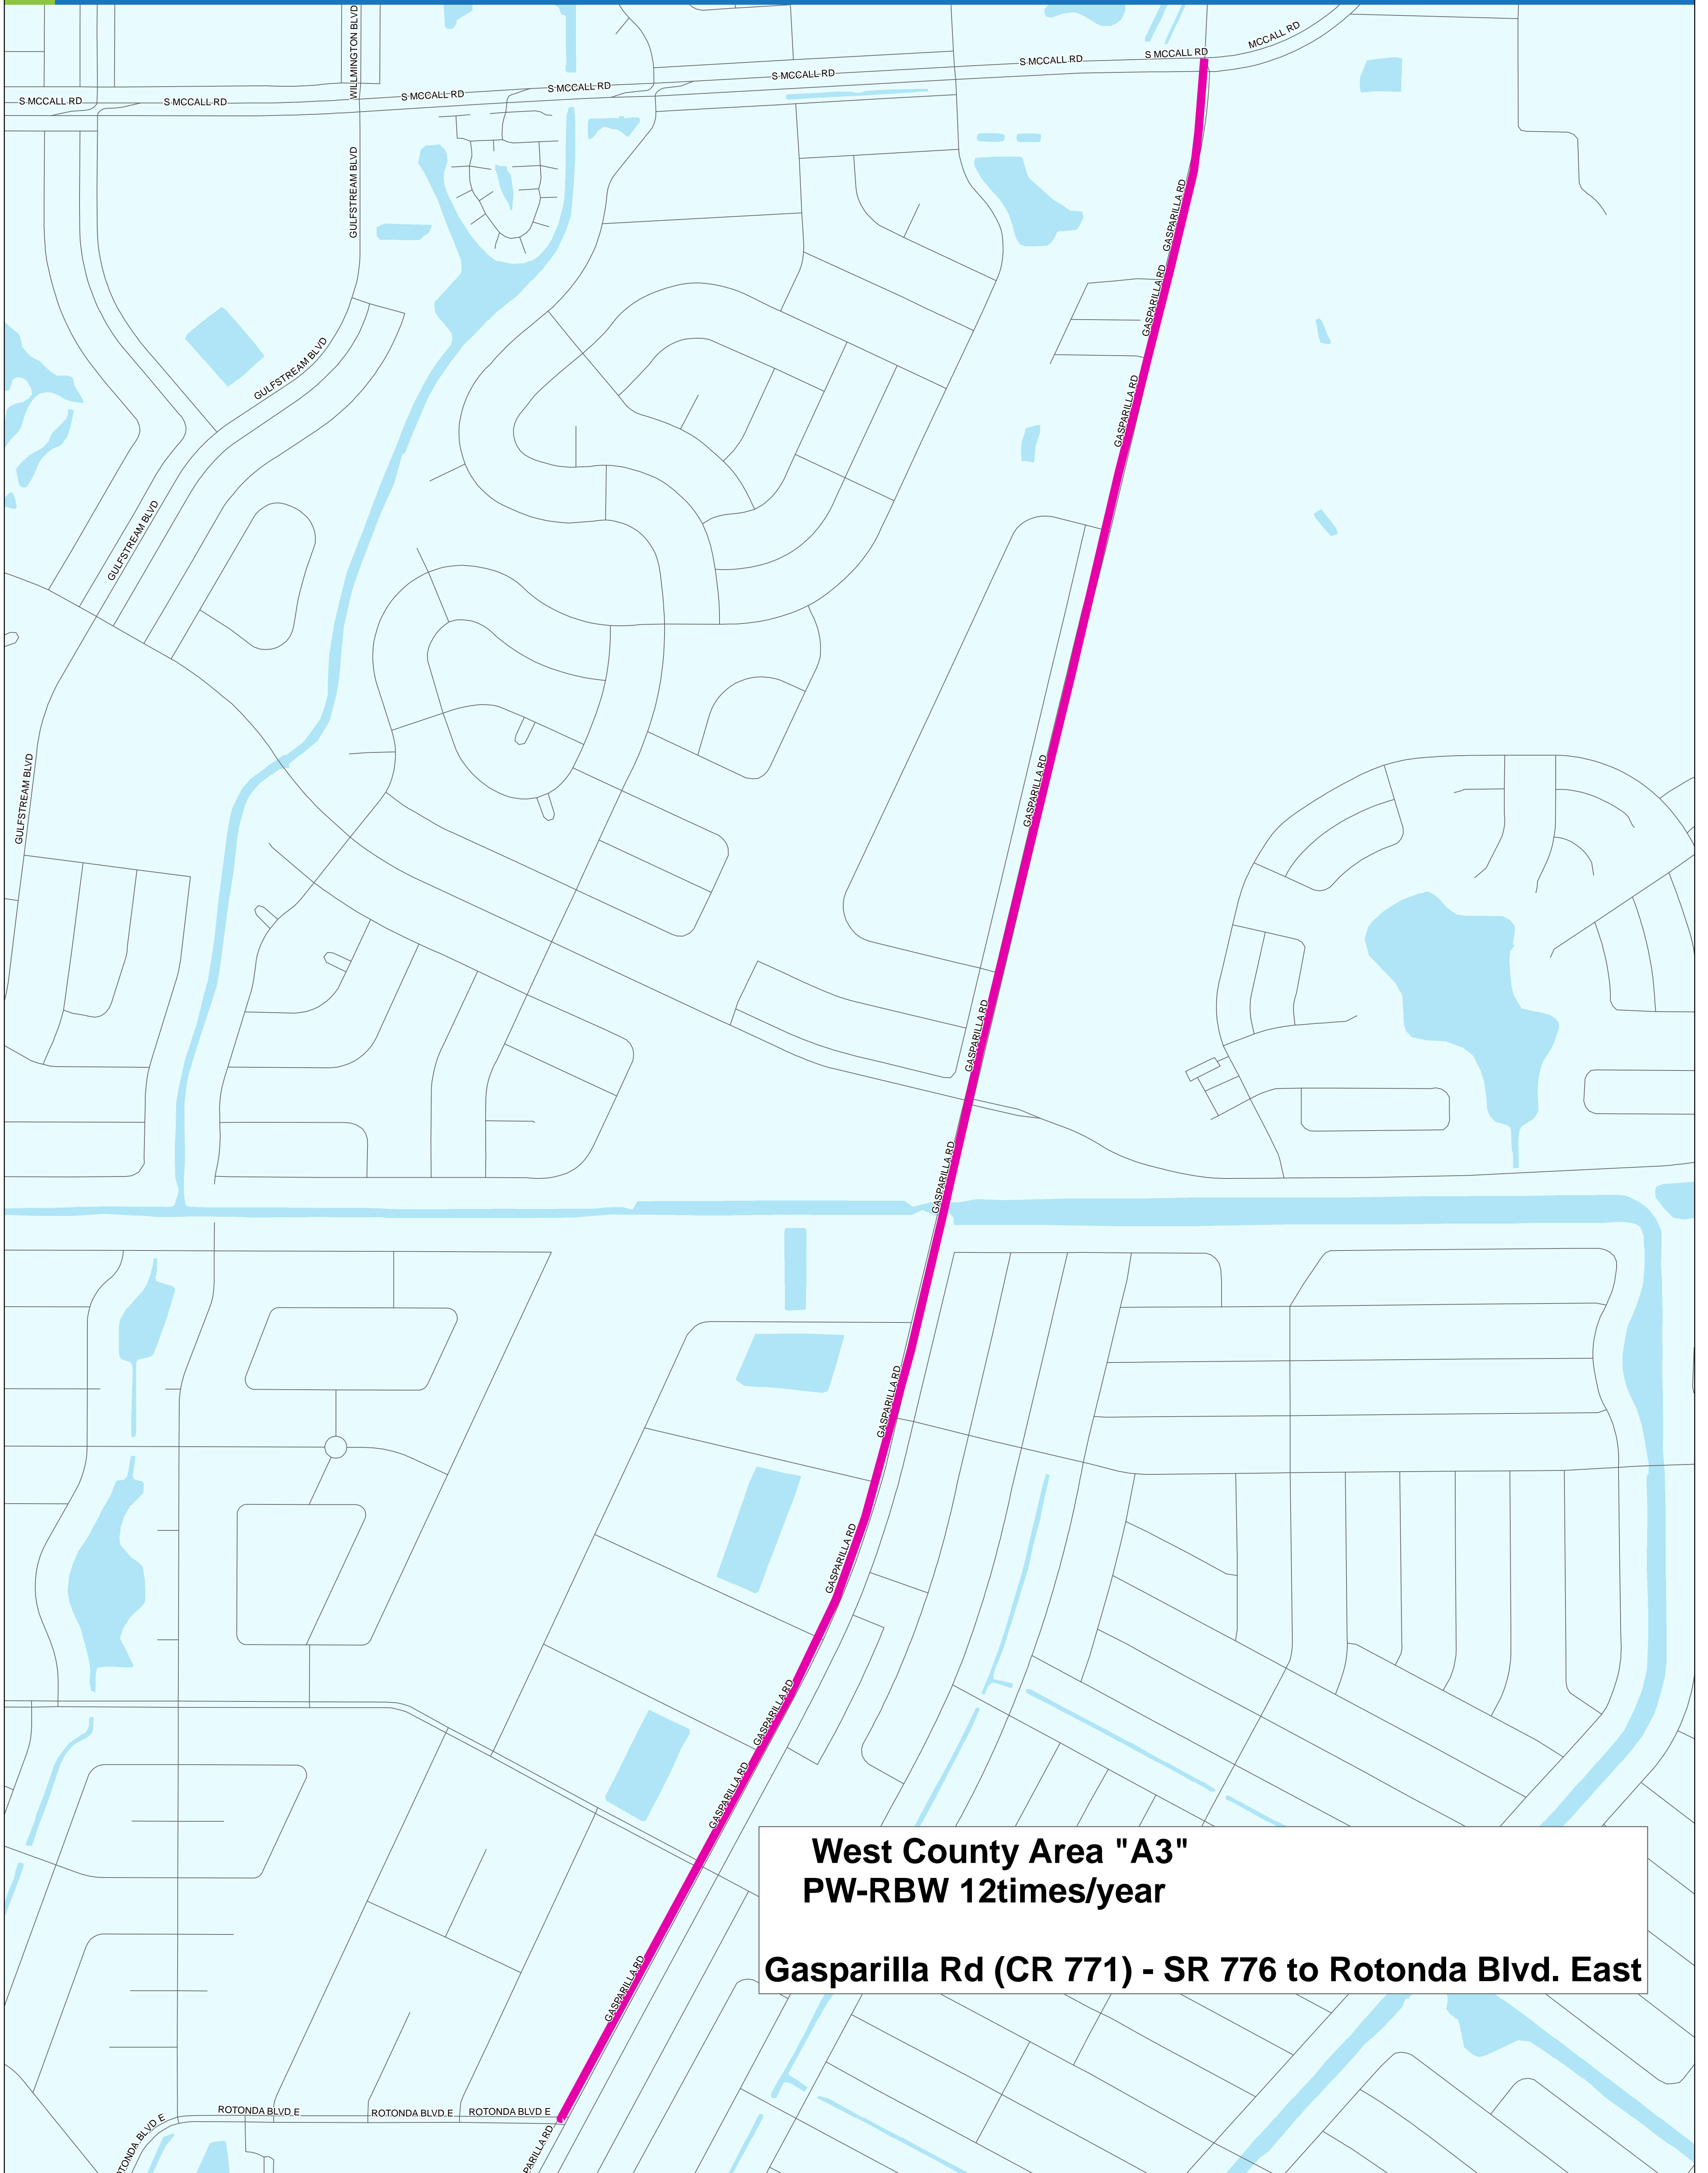 WILLMINGTON BLVD
MCCALL RD
S MCCALL RD
S MCCALL RD
S MCCALL RD
S MCCALL RD
S MCCALL RD
S MCCALL RD
S MCCALL RD
GULFSTREAM BLVD
GASPARILLA RD
GASPARILLA RD
GULFSTREAM BLVD
GASPARILLA RD
GULFSTREAM BLVD
GULFSTREAM BLVD
GASPARILLA RD
GASPARILLA RD
GASPARILLA RD
GASPARILLA RD
GASPARILLA RD
GASPARILLA RD
GASPARILLA RD
West County Area "A3"
PW-RBW 12times/year
Gasparilla Rd (CR 771) - SR 776 to Rotonda Blvd. East
GASPARILLA RD
ROTONDA BLVD E
ROTONDA BLVD E
ROTONDA BLVD E
OTONDA BLVD E
PARILLA RD